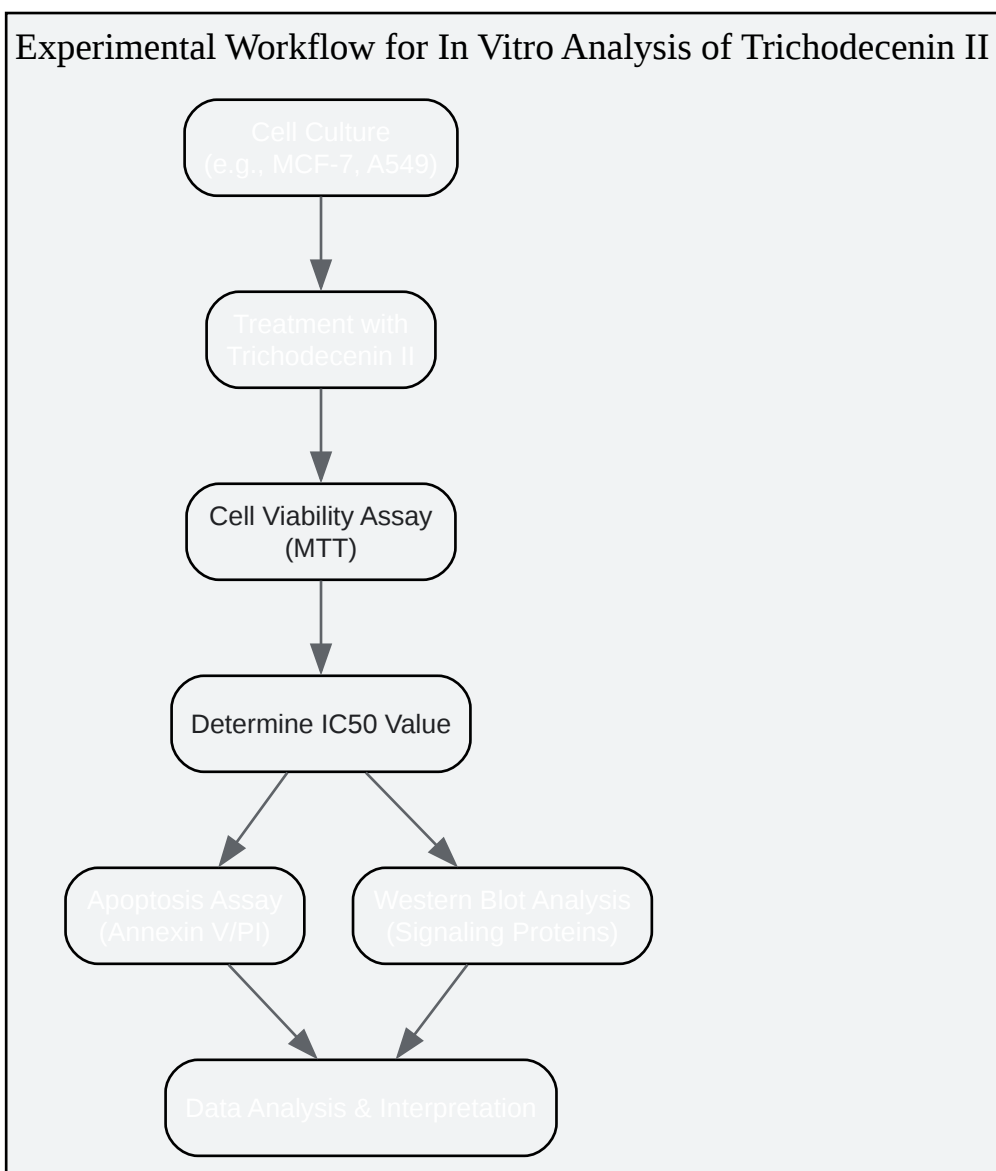 Experimental Workflow for In Vitro Analysis of Trichodecenin II
Cell Culture
(e.g., MCF-7, A549)
Treatment with
Trichodecenin II
Cell Viability Assay
(MTT)
Determine IC50 Value
Apoptosis Assay
(Annexin V/PI)
Western Blot Analysis
(Signaling Proteins)
Data Analysis & Interpretation